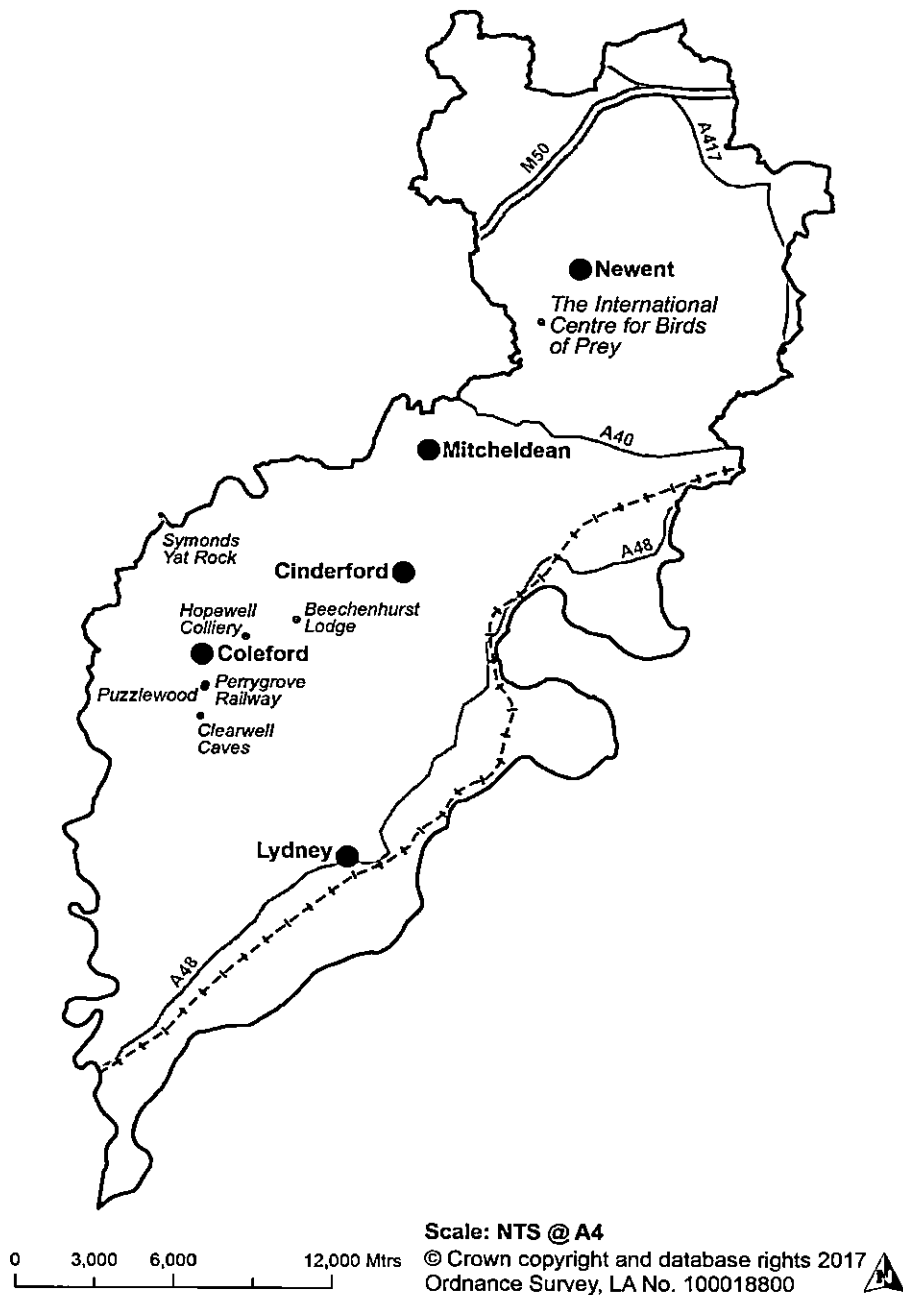 M50
A417
Newent
The International
Centre for Birds
of Prey
A40
Mitcheldean
Symonds
Yat Rock
A48
Cinderford
Hopewell
Colliery
Beechenhurst
Lodge
Coleford
Puzzlewood
Perrygrove
Railway
Clearwell
Caves
Lydney
A48
Scale: NTS @ A4
0 3,000 6,000 12,000 Mtrs
© Crown copyright and database rights 2017
Ordnance Survey, LA No. 100018800
N